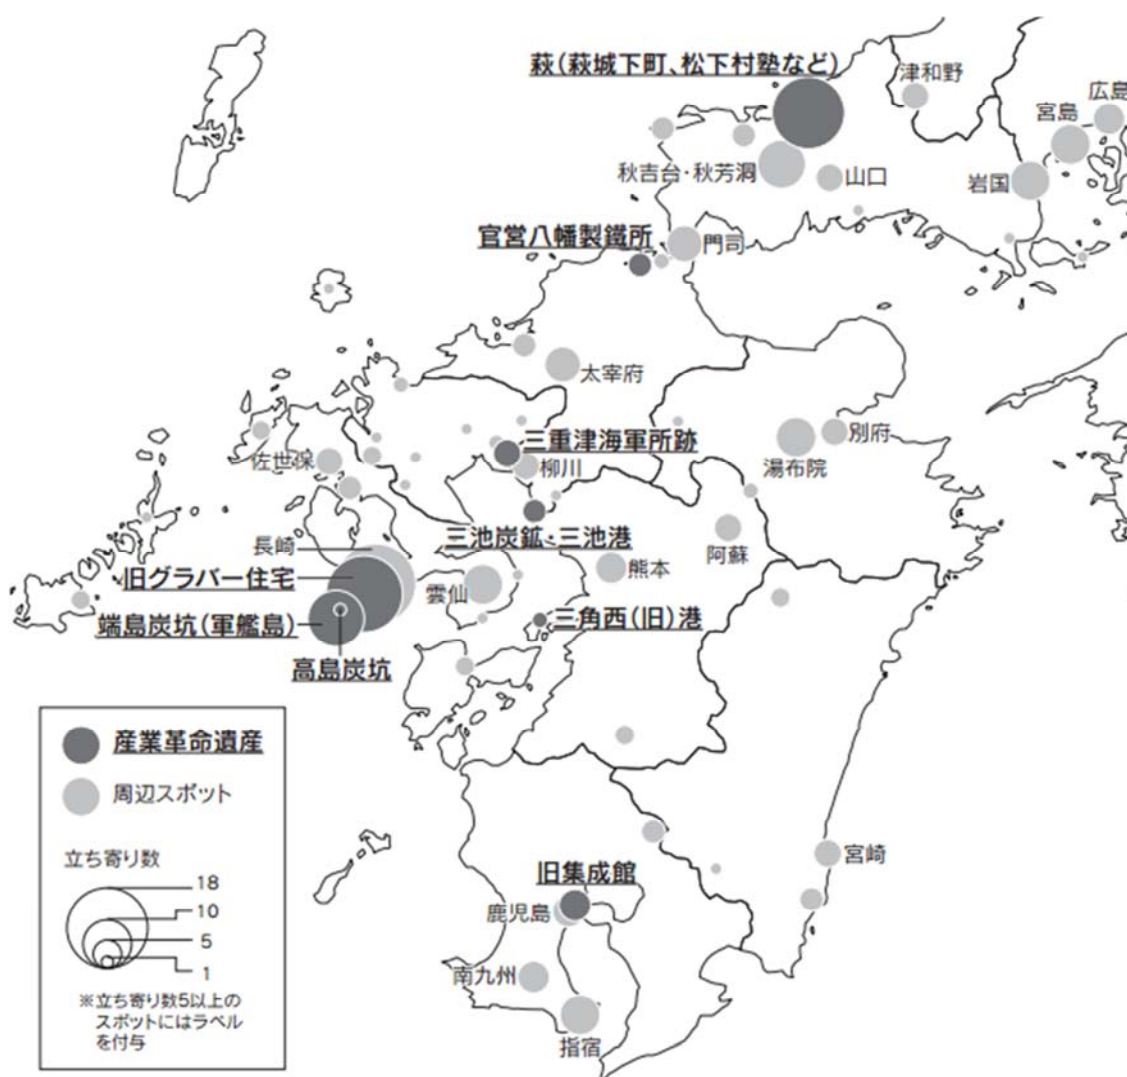 萩(萩城下町、松下村塾など)
津和野
広島
宮島
秋吉台・秋芳洞
山口
岩国
官営八幡製鐵所
門司
太宰府
三重津海軍所跡
別府
佐世保
柳川
湯布院
三池炭鉱、三池港
阿蘇
長崎
旧グラバー住宅
雲仙
熊本
端島炭坑(軍艦島)
三角西(旧)港
高島炭坑
産業革命遺産
周辺スポット
立ち寄り数
18
10
5
1
※立ち寄り数5以上の
スポットにはラベル
を付与
宮崎
旧集成館
鹿児島
南九州
指宿